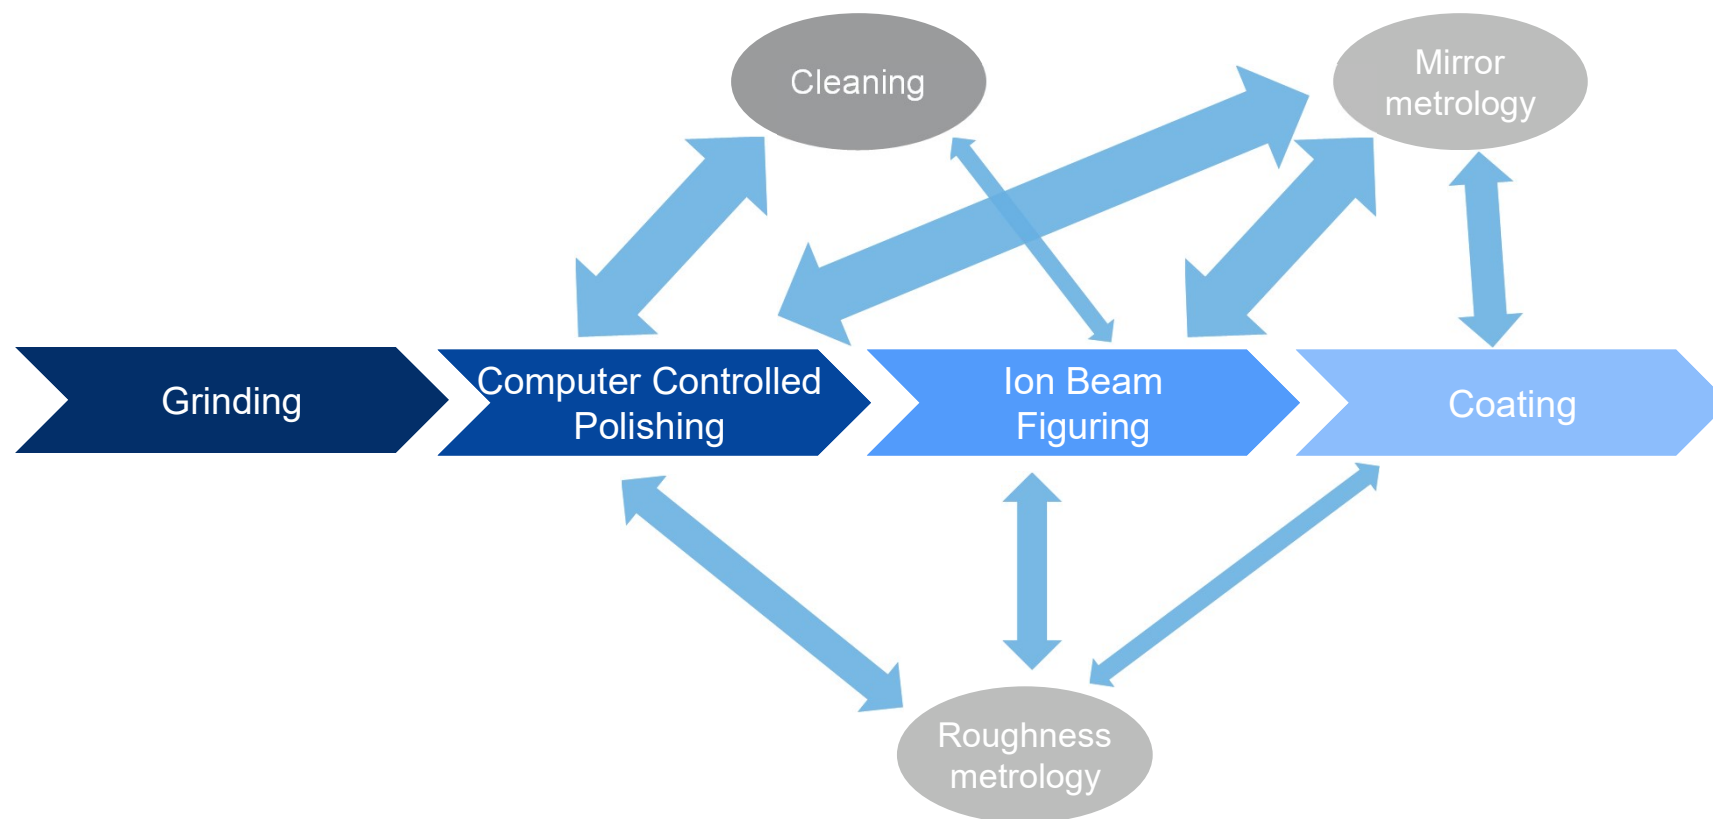 Cleaning
Mirror
metrology
Grinding
Computer Controlled
Polishing
Ion Beam
Figuring
Coating
Roughness
metrology